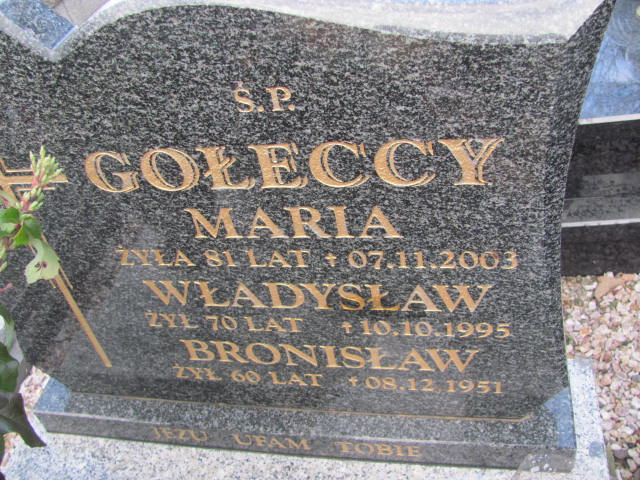 Ś.P.
GOŁECCY
MARIA
ŻYŁA 81 LAT † 07.11.2003
WŁADYSŁAW
ŻYŁ 70 LAT † 10.10.1995
BRONISŁAW
ŻYŁ 60 LAT † 08.12.1951
JEZU UFAM TOBIE